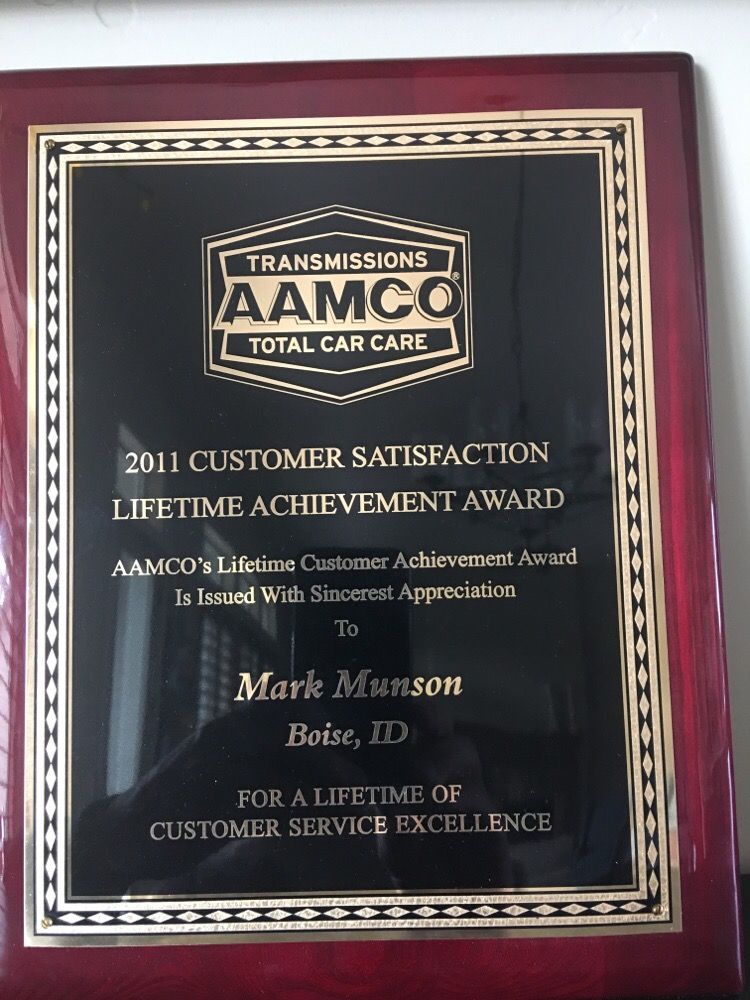 TRANSMISSIONS
AAMCO®
TOTAL CAR CARE
2011 CUSTOMER SATISFACTION
LIFETIME ACHIEVEMENT AWARD
AAMCO's Lifetime Customer Achievement Award
Is Issued With Sincerest Appreciation
To
Mark Munson
Boise, ID
FOR A LIFETIME OF
CUSTOMER SERVICE EXCELLENCE